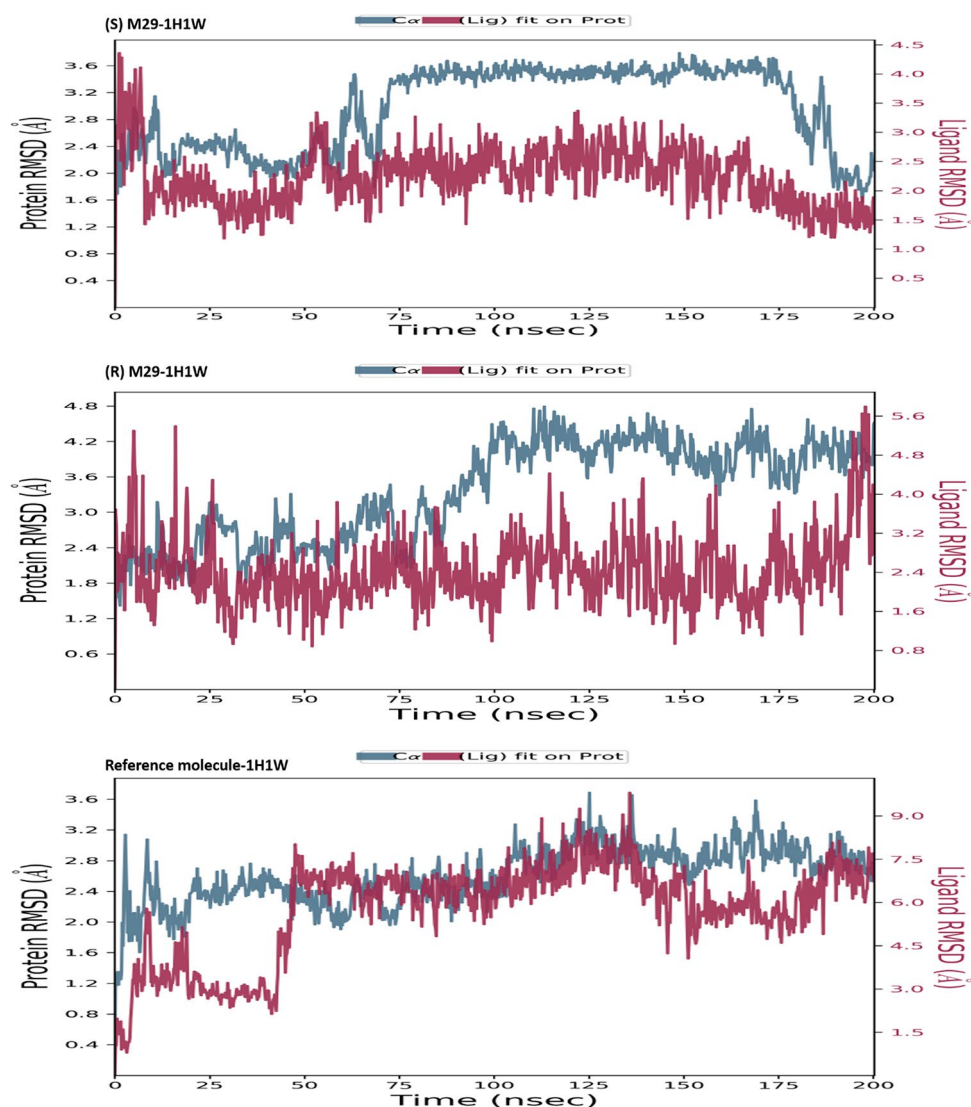 (S) M29-1H1W
Cα (Lig) fit on Prot
Protein RMSD (Å)
3.6
3.2
2.8
2.4
2.0
1.6
1.2
0.8
0.4
4.5
4.0
3.5
3.0
2.5
2.0
1.5
1.0
0.5
Ligand RMSD (Å)
0 25 50 75 100 125 150 175 200
Time (nsec)
(R) M29-1H1W
Cα (Lig) fit on Prot
Protein RMSD (Å)
4.8
4.2
3.6
3.0
2.4
1.8
1.2
0.6
5.6
4.8
4.0
3.2
2.4
1.6
0.8
Ligand RMSD (Å)
0 25 50 75 100 125 150 175 200
Time (nsec)
Reference molecule-1H1W
Cα (Lig) fit on Prot
Protein RMSD (Å)
3.6
3.2
2.8
2.4
2.0
1.6
1.2
0.8
0.4
9.0
7.5
6.0
4.5
3.0
1.5
Ligand RMSD (Å)
0 25 50 75 100 125 150 175 200
Time (nsec)